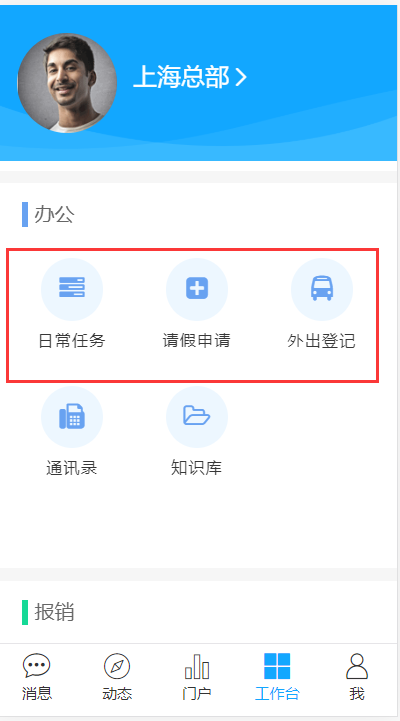 上海总部
办公
日常任务 请假申请 外出登记
通讯录 知识库
报销
消息 动态 门户 工作台 我